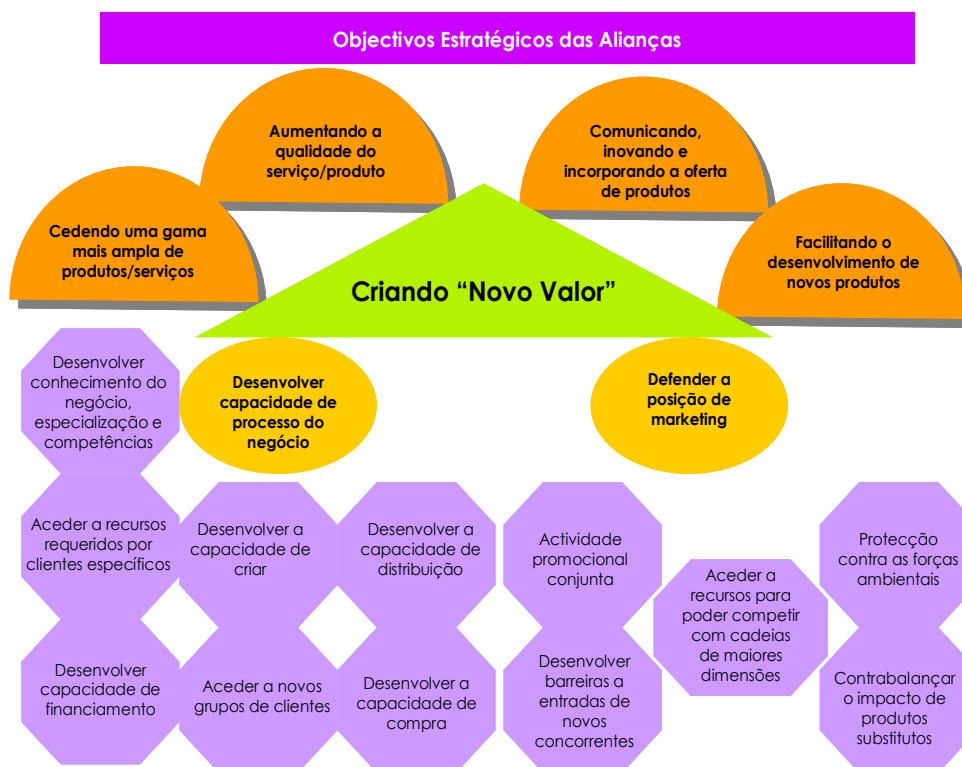 Objectivos Estratégicos das Alianças
Aumentando a
qualidade do
serviço/produto
Comunicando,
inovando e
incorporando a oferta
de produtos
Cedendo uma gama
mais ampla de
produtos/serviços
Facilitando o
desenvolvimento de
novos produtos
Criando “Novo Valor”
Desenvolver
conhecimento do
negócio,
especialização e
competências
Desenvolver
capacidade de
processo do
negócio
Defender a
posição de
marketing
Aceder a recursos
requeridos por
clientes específicos
Desenvolver a
capacidade de
criar
Desenvolver a
capacidade de
distribuição
Actividade
promocional
conjunta
Aceder a
recursos para
poder competir
com cadeias
de maiores
dimensões
Protecção
contra as forças
ambientais
Desenvolver
capacidade de
financiamento
Aceder a novos
grupos de clientes
Desenvolver a
capacidade de
compra
Desenvolver
barreiras a
entradas de
novos
concorrentes
Contrabalançar
o impacto de
produtos
substitutos